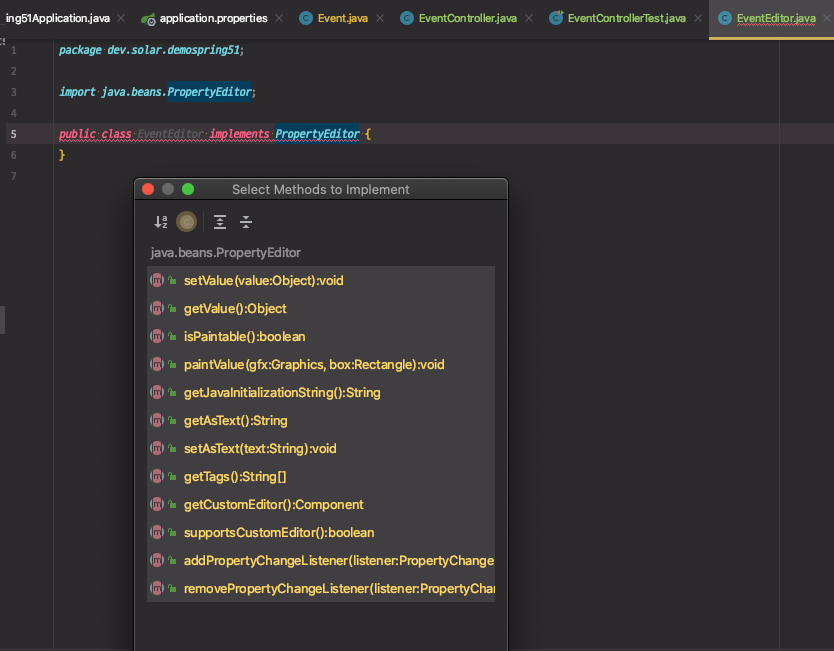 ing51Application.java application.properties Event.java EventController.java EventControllerTest.java EventEditor.java
1 package dev.solar.demospring51;
2
3 import java.beans.PropertyEditor;
4
5 public class EventEditor implements PropertyEditor {
6 }
7
Select Methods to Implement
java.beans.PropertyEditor
setValue(value:Object):void
getValue():Object
isPaintable():boolean
paintValue(gfx:Graphics, box:Rectangle):void
getJavaInitializationString():String
getAsText():String
setAsText(text:String):void
getTags():String[]
getCustomEditor():Component
supportsCustomEditor():boolean
addPropertyChangeListener(listener:PropertyChange
removePropertyChangeListener(listener:PropertyChar